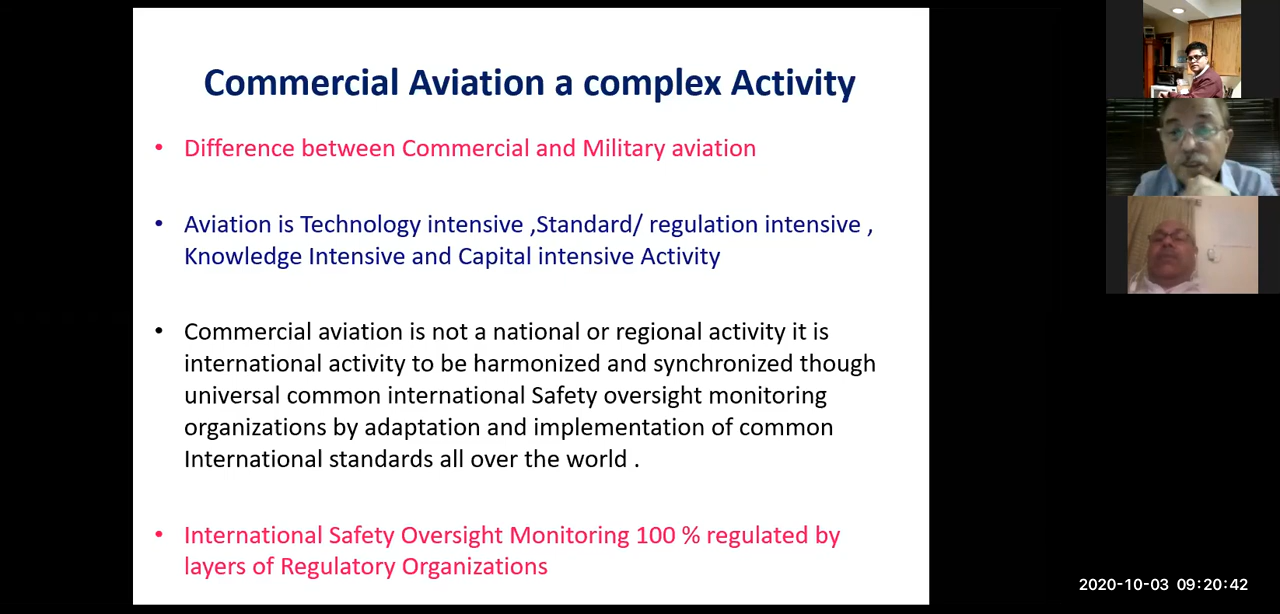 Commercial Aviation a complex Activity
• Difference between Commercial and Military aviation
• Aviation is Technology intensive ,Standard/ regulation intensive ,
Knowledge Intensive and Capital intensive Activity
• Commercial aviation is not a national or regional activity it is
international activity to be harmonized and synchronized though
universal common international Safety oversight monitoring
organizations by adaptation and implementation of common
International standards all over the world .
• International Safety Oversight Monitoring 100 % regulated by
layers of Regulatory Organizations
2020-10-03 09:20:42